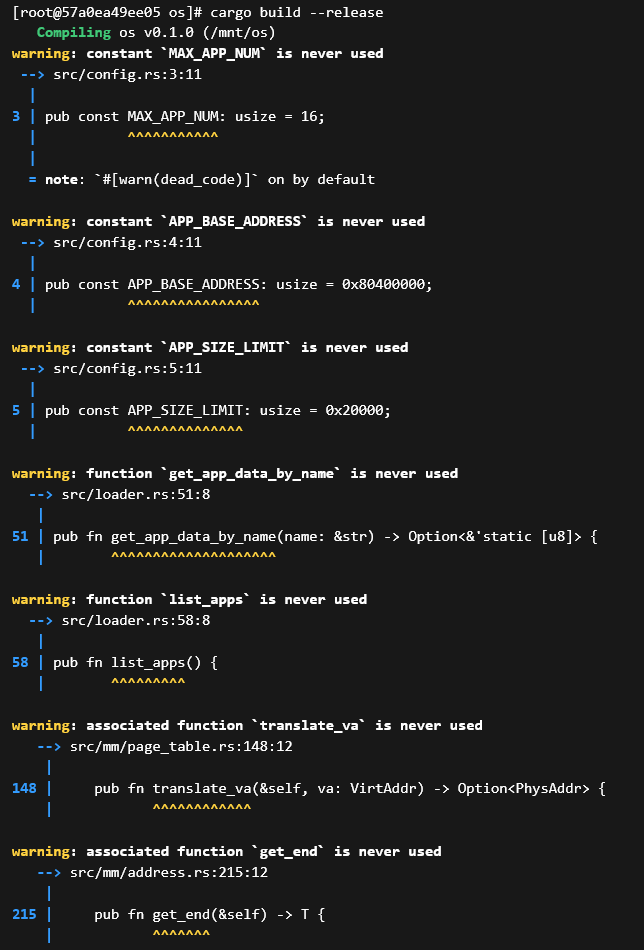 [root@57a0ea49ee05 os]# cargo build --release
   Compiling os v0.1.0 (/mnt/os)
warning: constant `MAX_APP_NUM` is never used
 --> src/config.rs:3:11
  |
3 | pub const MAX_APP_NUM: usize = 16;
  |           ^^^^^^^^^^^
  |
  = note: `#[warn(dead_code)]` on by default

warning: constant `APP_BASE_ADDRESS` is never used
 --> src/config.rs:4:11
  |
4 | pub const APP_BASE_ADDRESS: usize = 0x80400000;
  |           ^^^^^^^^^^^^^^^^

warning: constant `APP_SIZE_LIMIT` is never used
 --> src/config.rs:5:11
  |
5 | pub const APP_SIZE_LIMIT: usize = 0x20000;
  |           ^^^^^^^^^^^^^^

warning: function `get_app_data_by_name` is never used
  --> src/loader.rs:51:8
   |
51 | pub fn get_app_data_by_name(name: &str) -> Option<&'static [u8]> {
   |        ^^^^^^^^^^^^^^^^^^^^

warning: function `list_apps` is never used
  --> src/loader.rs:58:8
   |
58 | pub fn list_apps() {
   |        ^^^^^^^^^

warning: associated function `translate_va` is never used
   --> src/mm/page_table.rs:148:12
    |
148 |     pub fn translate_va(&self, va: VirtAddr) -> Option<PhysAddr> {
    |            ^^^^^^^^^^^^

warning: associated function `get_end` is never used
   --> src/mm/address.rs:215:12
    |
215 |     pub fn get_end(&self) -> T {
    |            ^^^^^^^